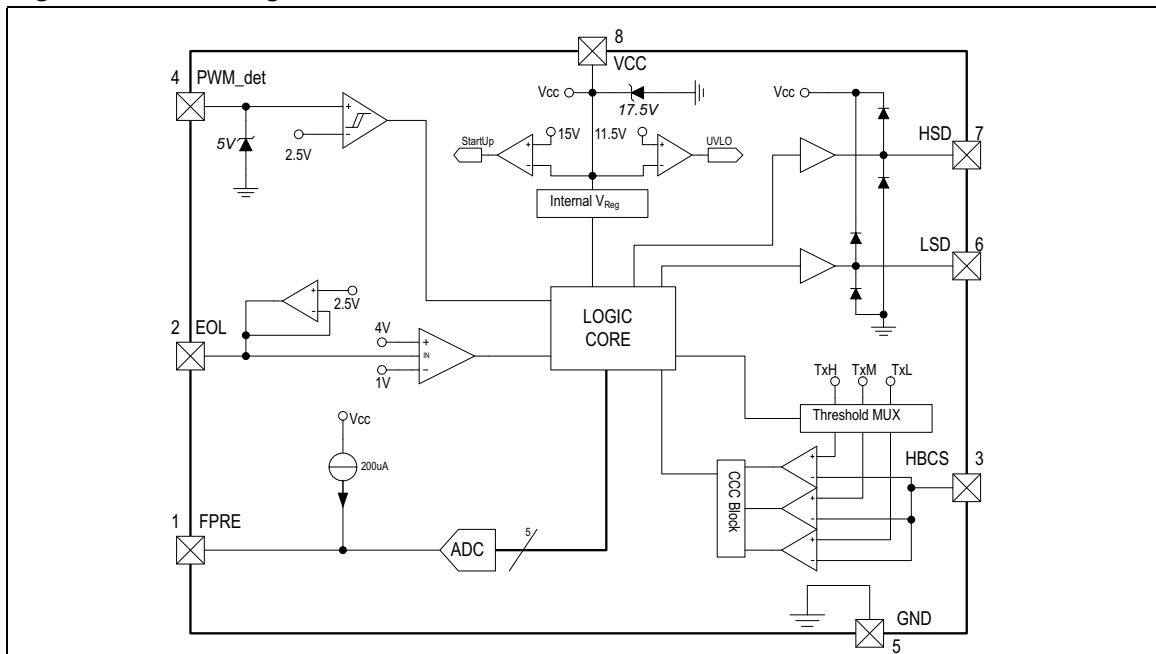 8
VCC
4 PWM_det
Vcc
17.5V
Vcc
5V
2.5V
StartUp
15V
11.5V
UVLO
HSD
7
Internal VReg
LSD
6
2.5V
2 EOL
4V
IN
1V
LOGIC
CORE
TxH
TxM
TxL
Threshold MUX
Vcc
200uA
HBCS
3
CCC Block
1 FPRE
ADC
5
GND
5